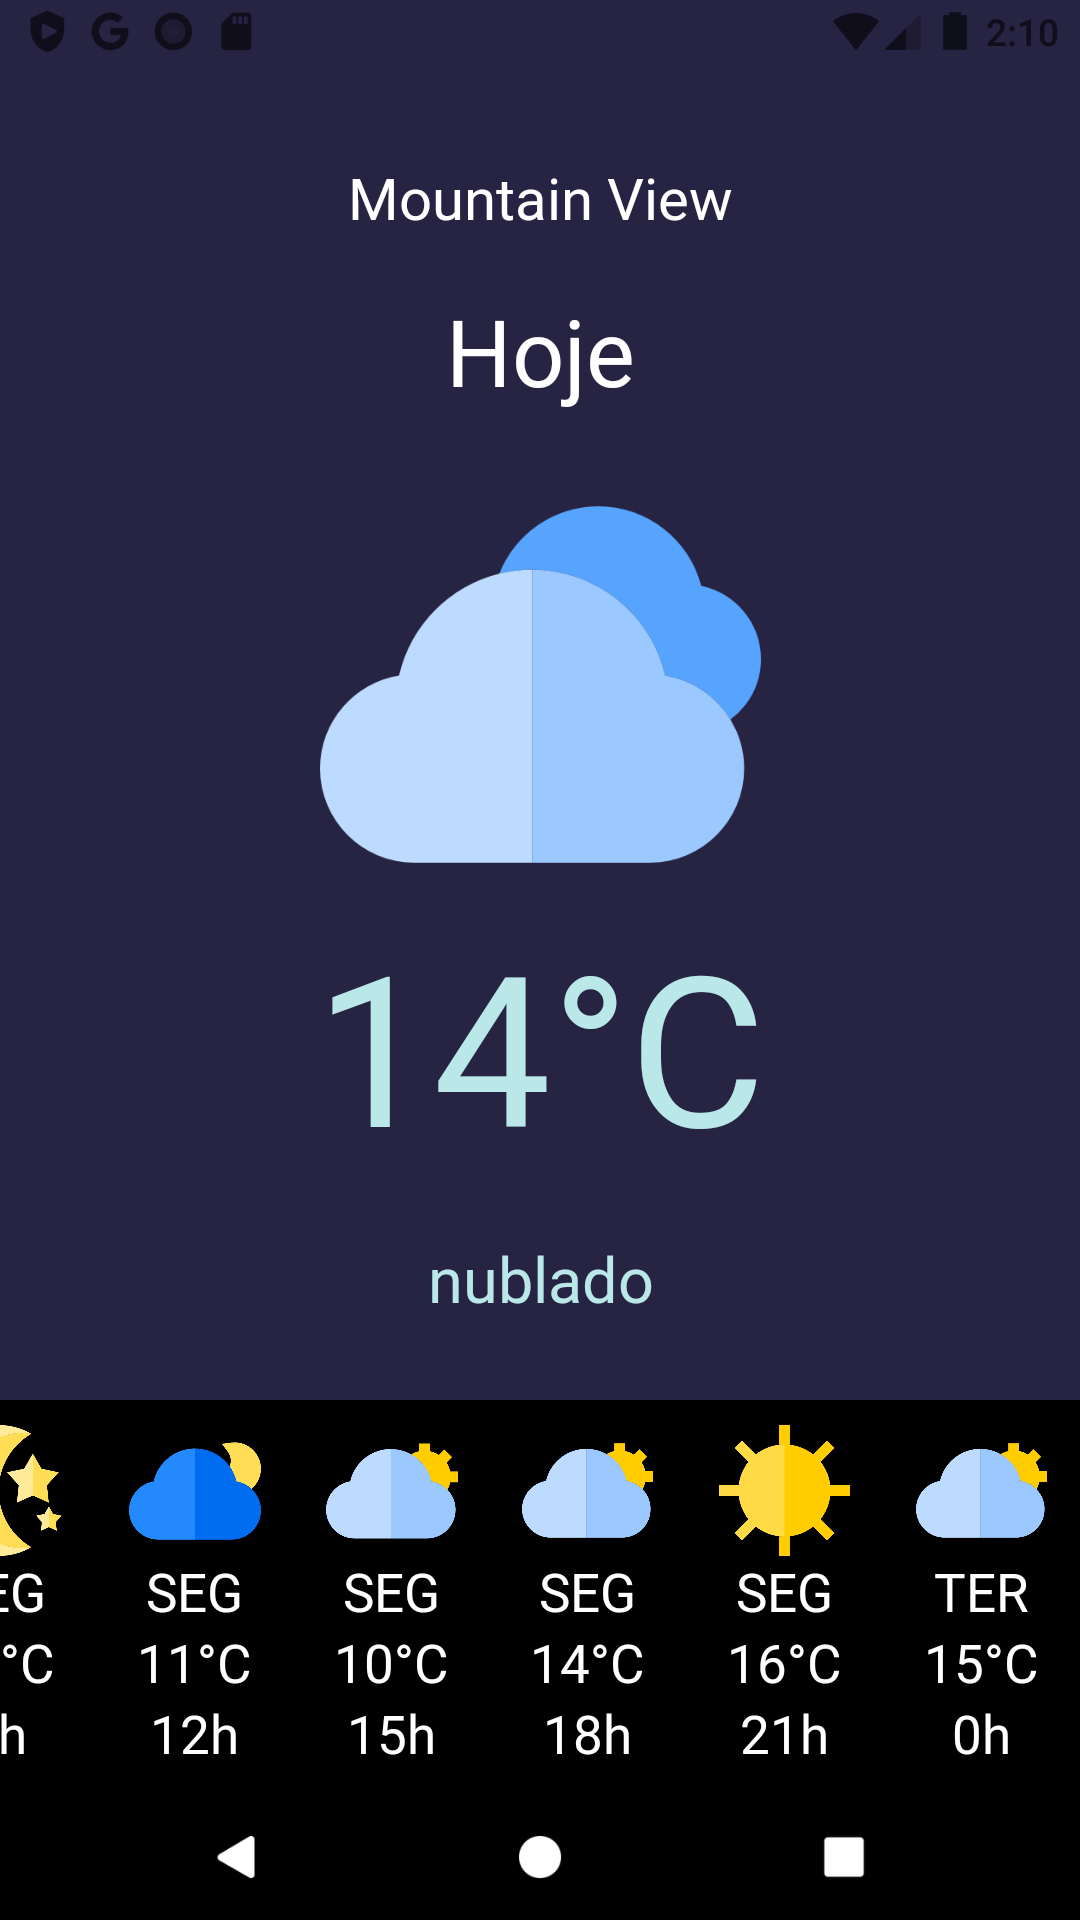 2:10
Mountain View
Hoje
14°C
nublado
EG SEG SEG SEG SEG TER
°C 11°C 10°C 14°C 16°C 15°C
h 12h 15h 18h 21h 0h